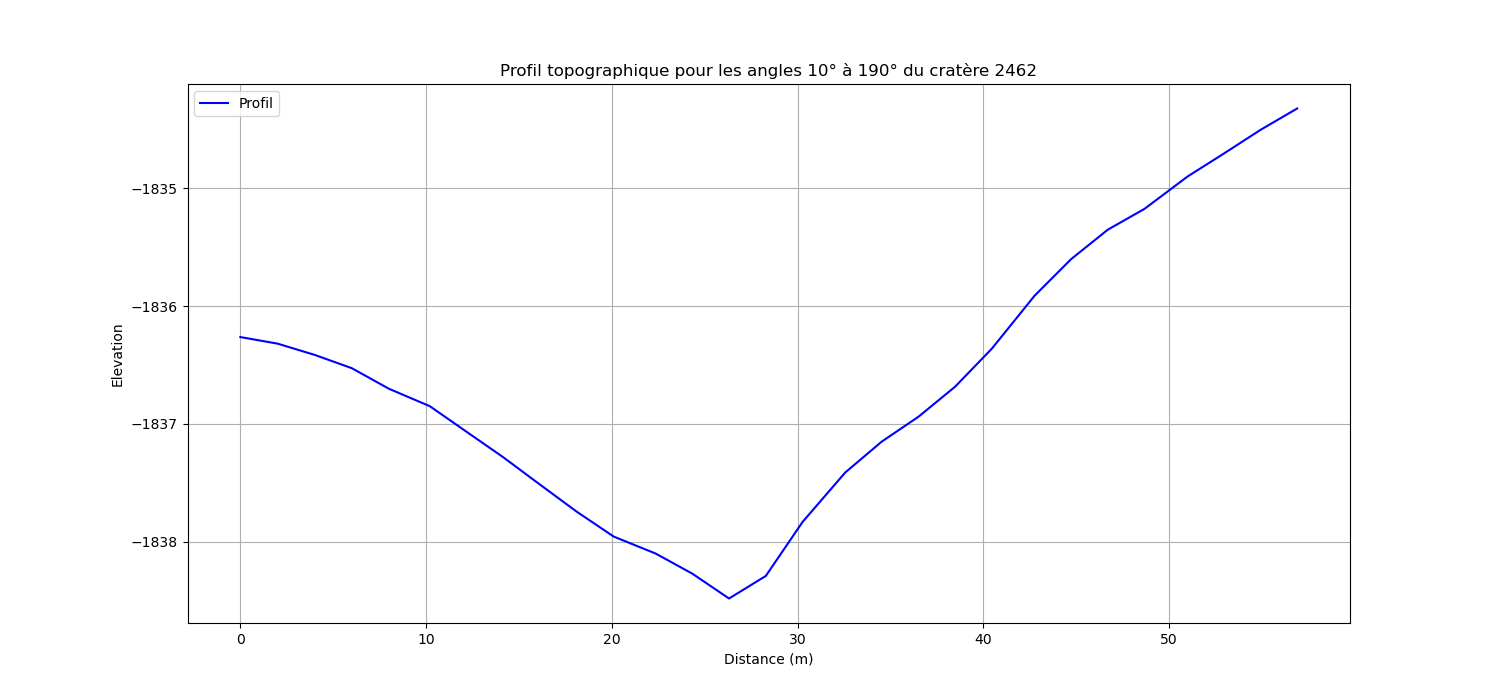 Profil topographique pour les angles 10° à 190° du cratère 2462
Profil
−1835
−1836
−1837
−1838
Elevation
0 10 20 30 40 50
Distance (m)